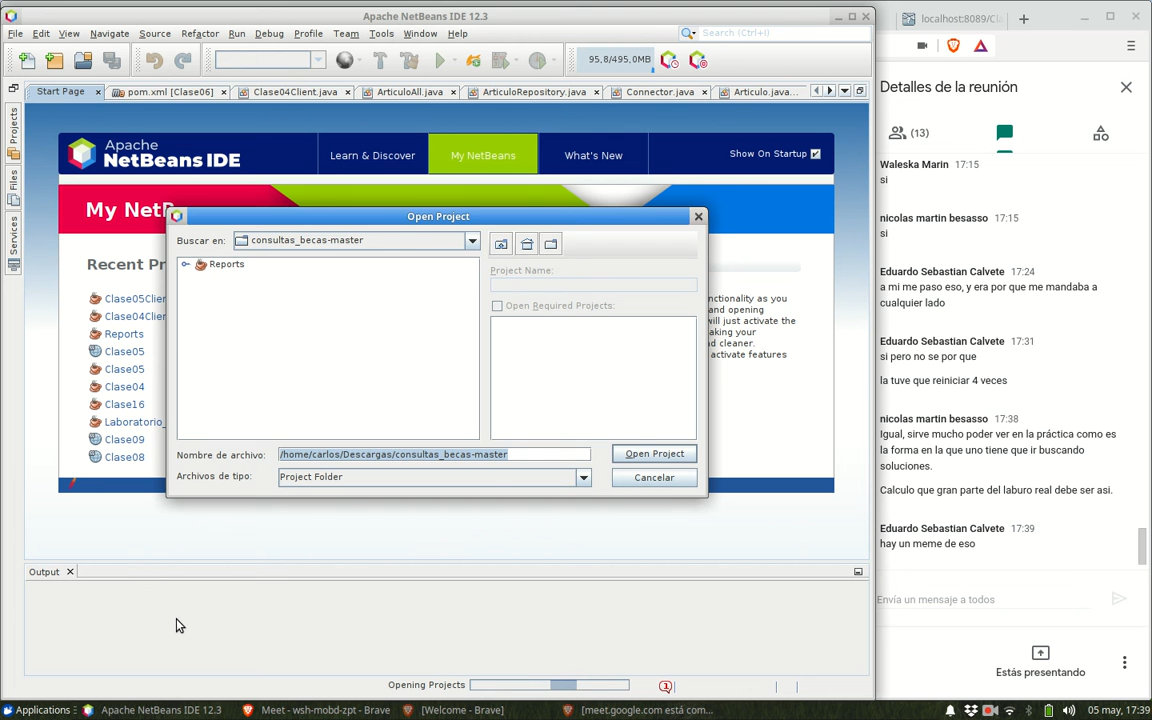 Apache NetBeans IDE 12.3
localhost:8089/Cl
File Edit View Navigate Source Refactor Run Debug Profile Team Tools Window Help
Search (Ctrl+I)
95,8/495,0MB
Start Page
pom.xml [Clase06]
Clase04Client.java
ArticuloAll.java
ArticuloRepository.java
Connector.java
Articulo.java...
Projects
Files
Services
Apache
NetBeans IDE
Learn & Discover
My NetBeans
What's New
Show On Startup
My NetB
Recent Pr
Clase05Clier
Clase04Clie
Reports
Clase05
Clase05
Clase04
Clase16
Laboratorio_
Clase09
Clase08
nctionality as you
and opening
will just activate the
aking your
nd cleaner.
activate features
Open Project
Buscar en:
consultas_becas-master
Reports
Project Name:
Open Required Projects:
Nombre de archivo:
/home/carlos/Descargas/consultas_becas-master
Open Project
Archivos de tipo:
Project Folder
Cancelar
Output
Opening Projects
1
Detalles de la reunión
(13)
Waleska Marin 17:15
si
nicolas martin besasso 17:15
si
Eduardo Sebastian Calvete 17:24
a mi me paso eso, y era por que me mandaba a
cualquier lado
Eduardo Sebastian Calvete 17:31
si pero no se por que
la tuve que reiniciar 4 veces
nicolas martin besasso 17:38
Igual, sirve mucho poder ver en la práctica como es
la forma en la que uno tiene que ir buscando
soluciones.
Calculo que gran parte del laburo real debe ser asi.
Eduardo Sebastian Calvete 17:39
hay un meme de eso
Envía un mensaje a todos
Estás presentando
Applications
Apache NetBeans IDE 12.3
Meet - wsh-mobd-zpt - Brave
[Welcome - Brave]
[meet.google.com está com...
05 may, 17:39